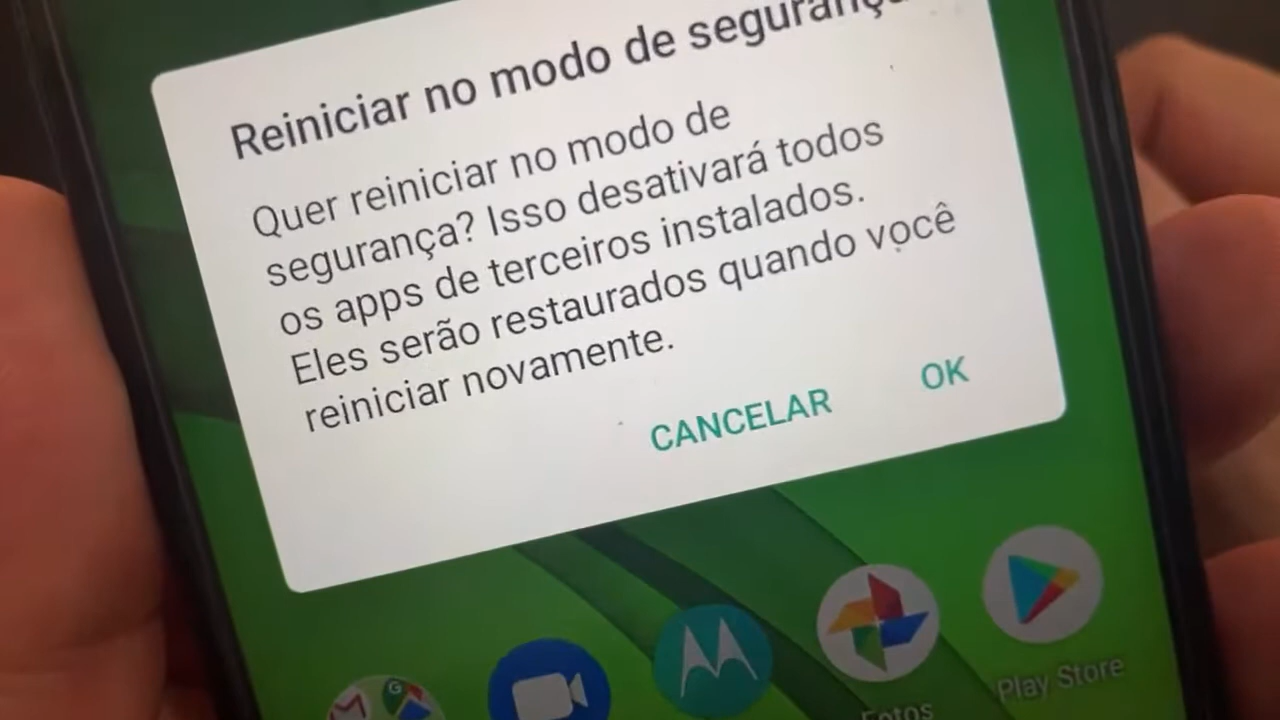 Reiniciar no modo de segurança
Quer reiniciar no modo de
segurança? Isso desativará todos
os apps de terceiros instalados.
Eles serão restaurados quando você
reiniciar novamente.
CANCELAR OK
Fotos
Play Store